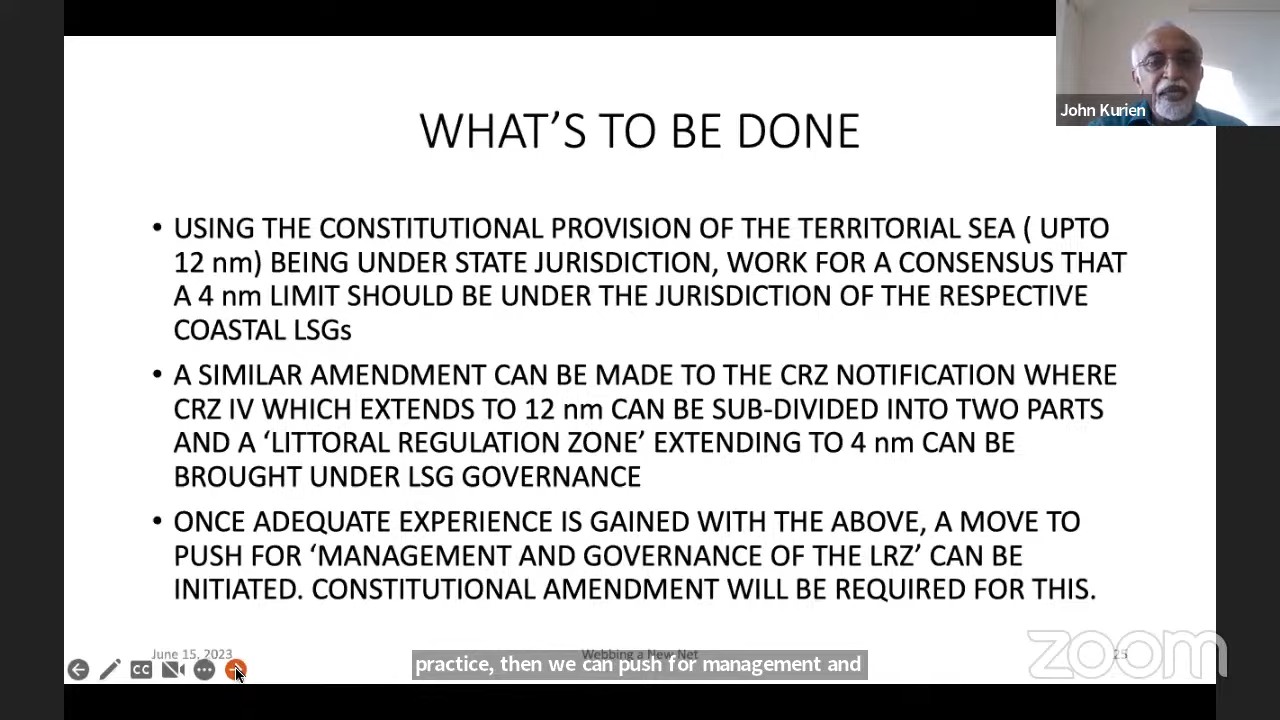 John Kurien
WHAT'S TO BE DONE
• USING THE CONSTITUTIONAL PROVISION OF THE TERRITORIAL SEA ( UPTO
12 nm) BEING UNDER STATE JURISDICTION, WORK FOR A CONSENSUS THAT
A 4 nm LIMIT SHOULD BE UNDER THE JURISDICTION OF THE RESPECTIVE
COASTAL LSGs
• A SIMILAR AMENDMENT CAN BE MADE TO THE CRZ NOTIFICATION WHERE
CRZ IV WHICH EXTENDS TO 12 nm CAN BE SUB-DIVIDED INTO TWO PARTS
AND A ‘LITTORAL REGULATION ZONE’ EXTENDING TO 4 nm CAN BE
BROUGHT UNDER LSG GOVERNANCE
• ONCE ADEQUATE EXPERIENCE IS GAINED WITH THE ABOVE, A MOVE TO
PUSH FOR ‘MANAGEMENT AND GOVERNANCE OF THE LRZ’ CAN BE
INITIATED. CONSTITUTIONAL AMENDMENT WILL BE REQUIRED FOR THIS.
June 15, 2023
Webbing a New Net
25
CC
practice, then we can push for management and
zoom